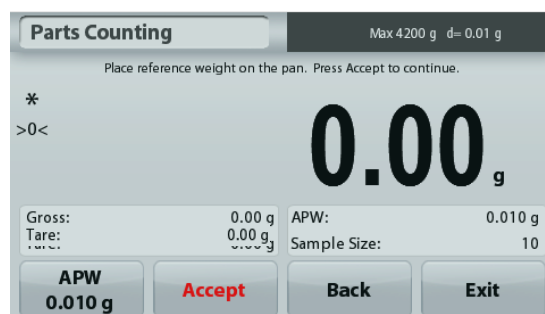 Parts Counting
Max 4200 g d= 0.01 g
Place reference weight on the pan. Press Accept to continue.
*
>0<
0.00 g
Gross: 0.00 g
Tare: 0.00 g
APW: 0.010 g
Sample Size: 10
APW
0.010 g
Accept
Back
Exit